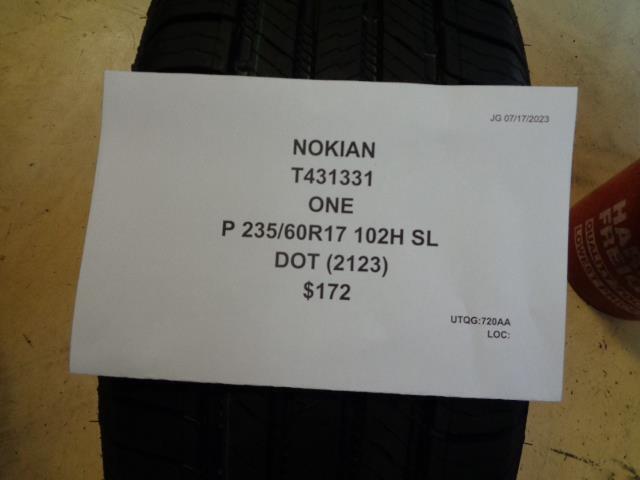 JG 07/17/2023
NOKIAN
T431331
ONE
P 235/60R17 102H SL
DOT (2123)
$172
UTQG:720AA
LOC: